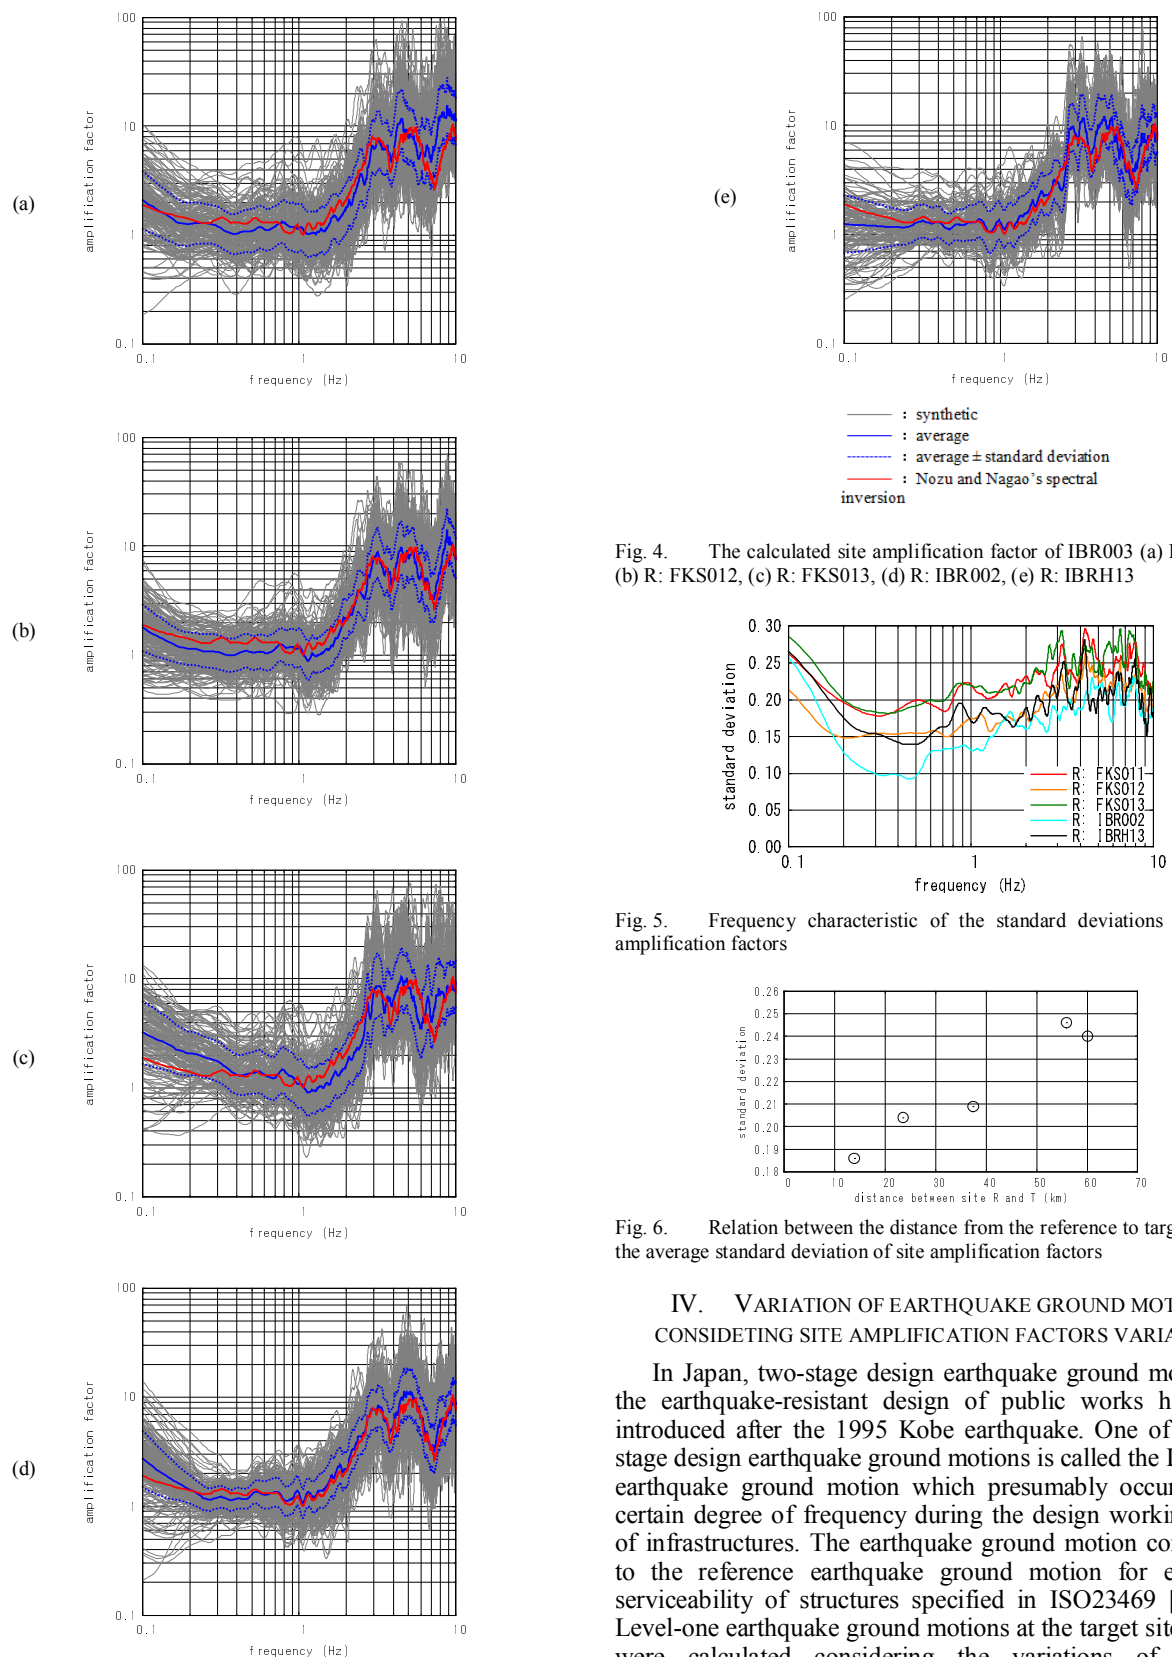 (a)
100
10
1
0.1
amplification factor
0.1
1
10
frequency (Hz)
(b)
100
10
1
0.1
amplification factor
0.1
1
10
frequency (Hz)
(c)
100
10
1
0.1
amplification factor
0.1
1
10
frequency (Hz)
(d)
100
10
1
0.1
amplification factor
0.1
1
10
frequency (Hz)
(e)
100
10
1
0.1
amplification factor
0.1
1
10
frequency (Hz)
: synthetic
: average
: average ± standard deviation
: Nozu and Nagao's spectral
inversion
Fig. 4. The calculated site amplification factor of IBR003 (a)
(b) R: FKS012, (c) R: FKS013, (d) R: IBR002, (e) R: IBRH13
0.30
0.25
0.20
0.15
0.10
0.05
0.00
standard deviation
R: FKS011
R: FKS012
R: FKS013
R: IBR002
R: IBRH13
0.1
1
10
frequency (Hz)
Fig. 5. Frequency characteristic of the standard deviations
amplification factors
0.26
0.25
0.24
0.23
0.22
0.21
0.20
0.19
0.18
standard deviation
0 10 20 30 40 50 60 70
distance between site R and T (km)
Fig. 6. Relation between the distance from the reference to targ
the average standard deviation of site amplification factors
IV. VARIATION OF EARTHQUAKE GROUND MOT
CONSIDETING SITE AMPLIFICATION FACTORS VARIA
In Japan, two-stage design earthquake ground mo
the earthquake-resistant design of public works h
introduced after the 1995 Kobe earthquake. One of
stage design earthquake ground motions is called the
earthquake ground motion which presumably occur
certain degree of frequency during the design working
of infrastructures. The earthquake ground motion cor
to the reference earthquake ground motion for e
serviceability of structures specified in ISO23469 [
Level-one earthquake ground motions at the target site
were calculated considering the variations of